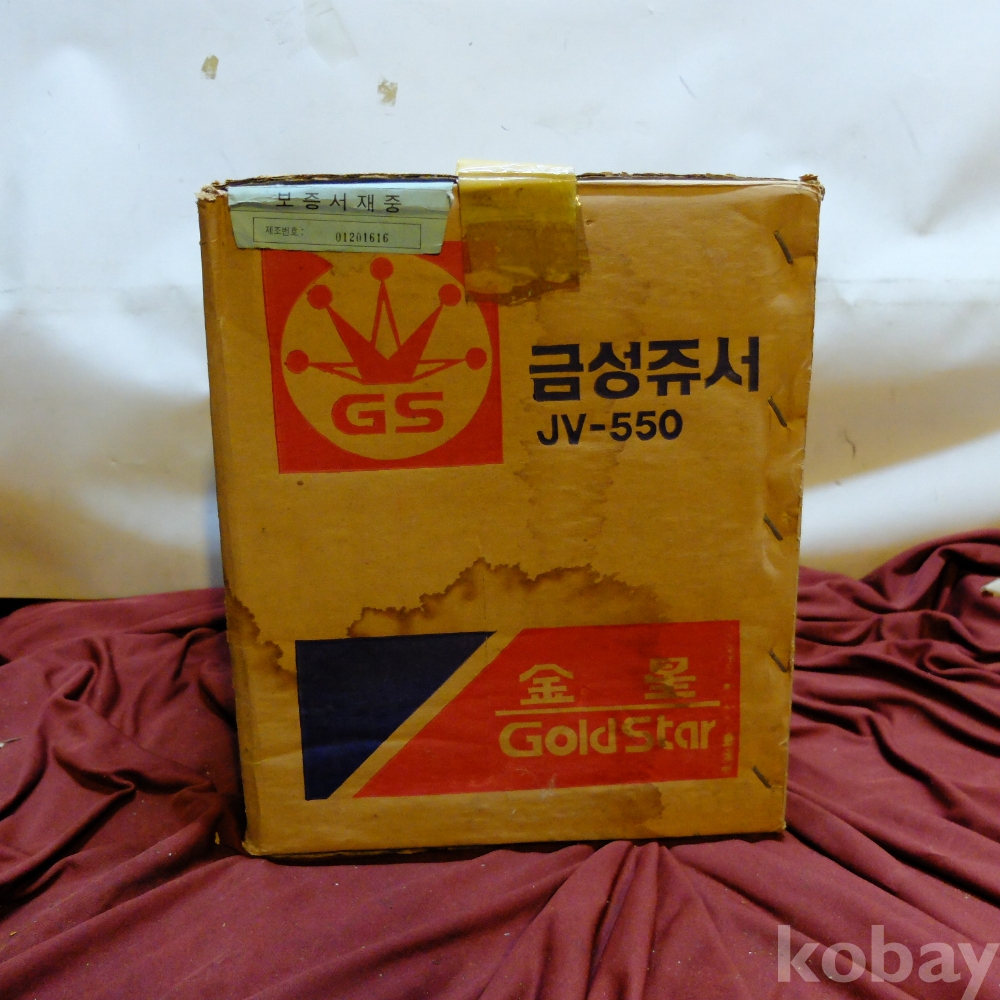 보증서재중
제조번호 : 01201616
GS
금성쥬서
JV-550
金星
GoldStar
kobay